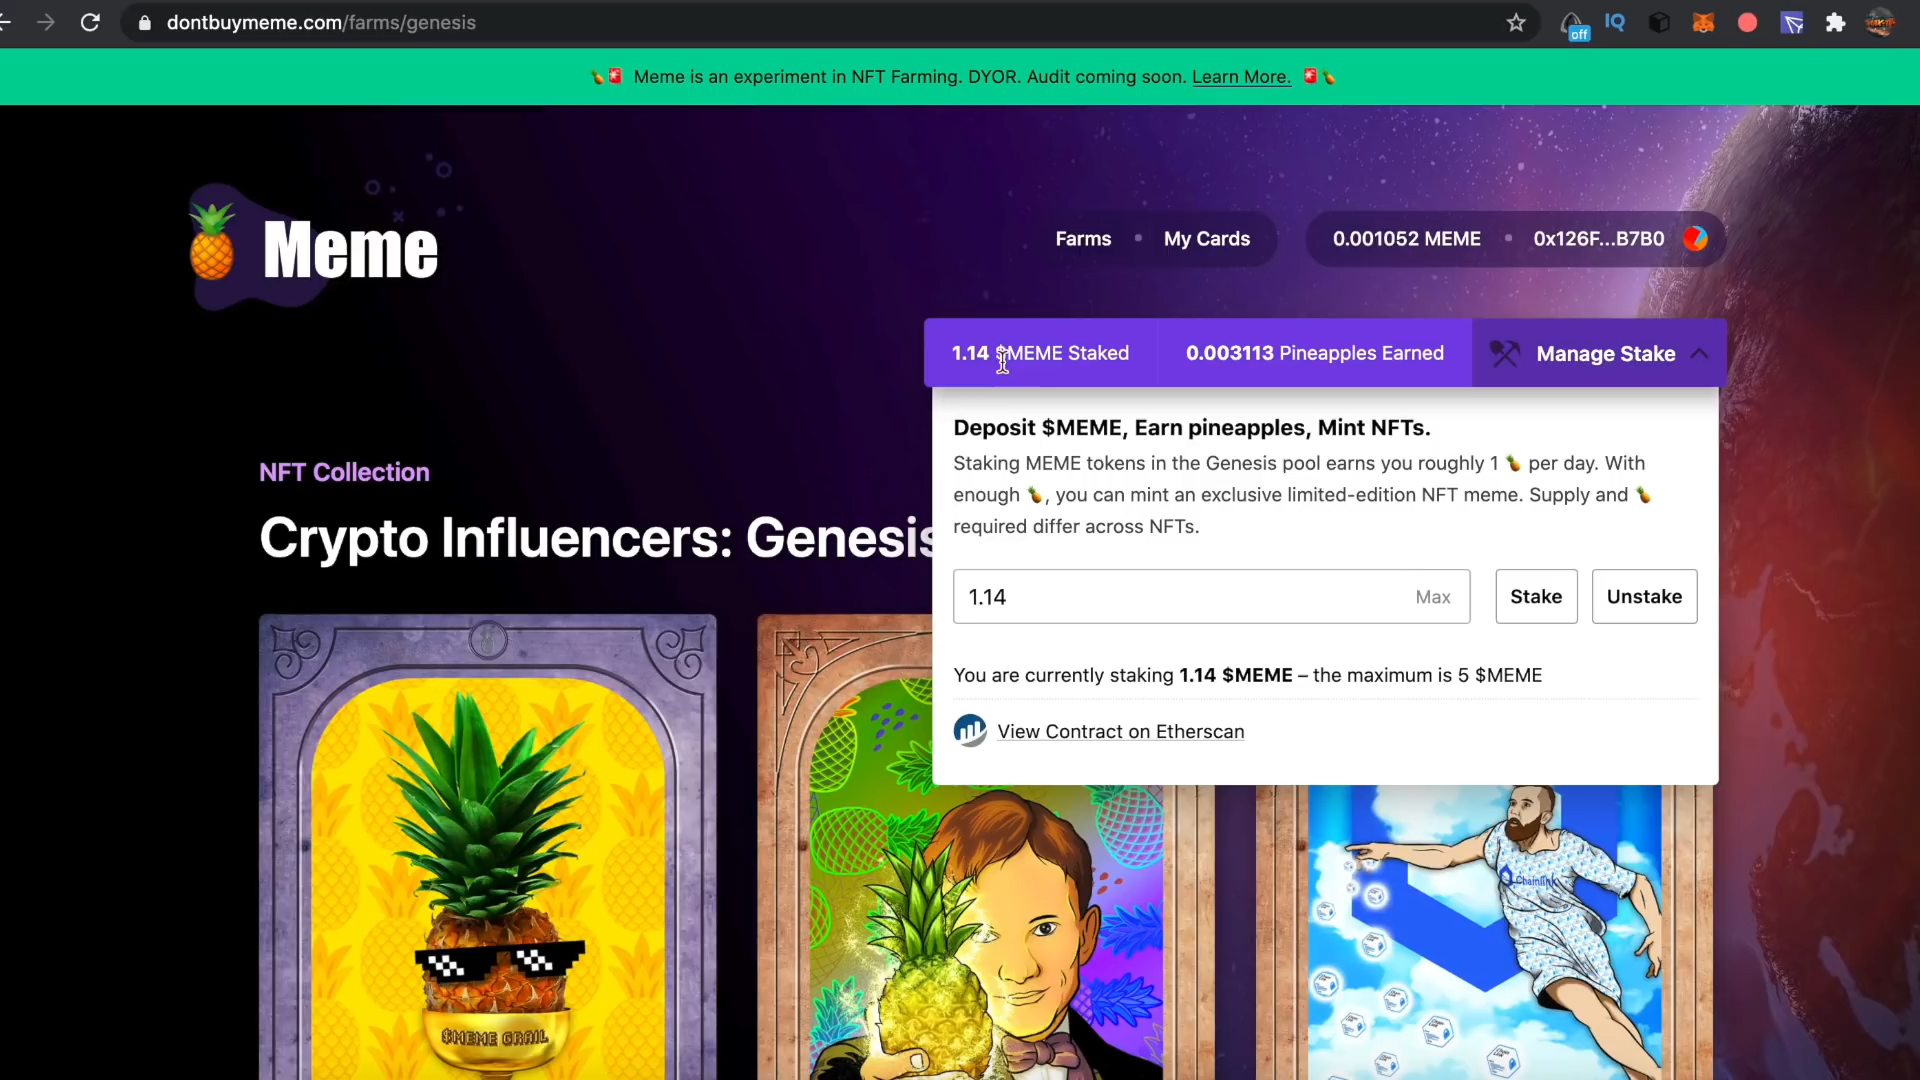 dontbuymeme.com/farms/genesis
off
IQ
Meme is an experiment in NFT Farming. DYOR. Audit coming soon. Learn More.
Meme
Farms • My Cards
0.001052 MEME • 0x126F...B7B0
1.14 $MEME Staked
0.003113 Pineapples Earned
Manage Stake
Deposit $MEME, Earn pineapples, Mint NFTs.
Staking MEME tokens in the Genesis pool earns you roughly 1 🍍 per day. With
enough 🍍, you can mint an exclusive limited-edition NFT meme. Supply and 🍍
required differ across NFTs.
1.14
Max
Stake
Unstake
You are currently staking 1.14 $MEME – the maximum is 5 $MEME
View Contract on Etherscan
NFT Collection
Crypto Influencers: Genesis
$MEME GRAIL
Chainlink